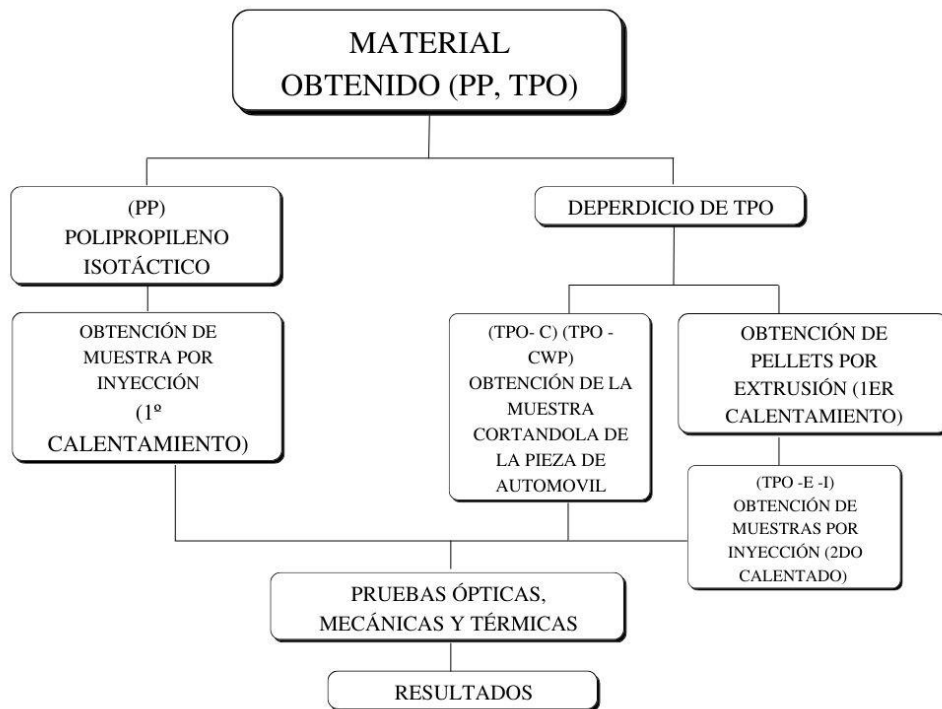 MATERIAL
OBTENIDO (PP, TPO)
(PP)
POLIPROPILENO
ISOTÁCTICO
DEPERDICIO DE TPO
OBTENCIÓN DE
MUESTRA POR
INYECCIÓN
(1º
CALENTAMIENTO)
(TPO- C) (TPO -
CWP)
OBTENCIÓN DE LA
MUESTRA
CORTANDOLA DE
LA PIEZA DE
AUTOMOVIL
OBTENCIÓN DE
PELLETS POR
EXTRUSIÓN (1ER
CALENTAMIENTO)
(TPO -E -I)
OBTENCIÓN DE
MUESTRAS POR
INYECCIÓN (2DO
CALENTADO)
PRUEBAS ÓPTICAS,
MECÁNICAS Y TÉRMICAS
RESULTADOS